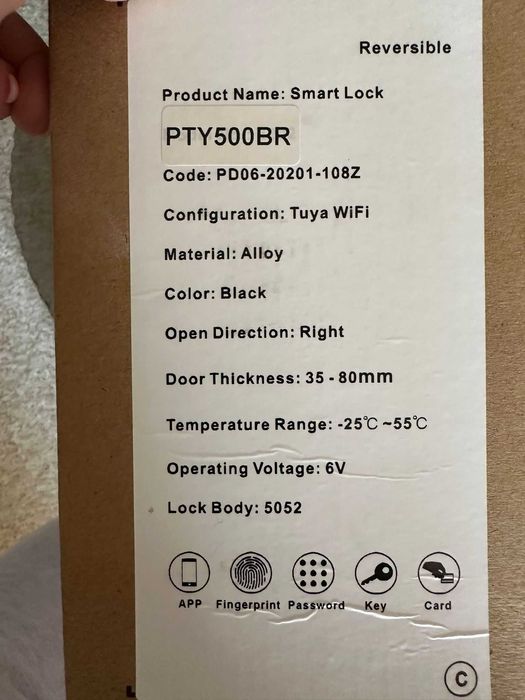 Reversible
Product Name: Smart Lock
PTY500BR
Code: PD06-20201-108Z
Configuration: Tuya WiFi
Material: Alloy
Color: Black
Open Direction: Right
Door Thickness: 35 - 80mm
Temperature Range: -25℃ ~55℃
Operating Voltage: 6V
Lock Body: 5052
APP Fingerprint Password Key Card
C